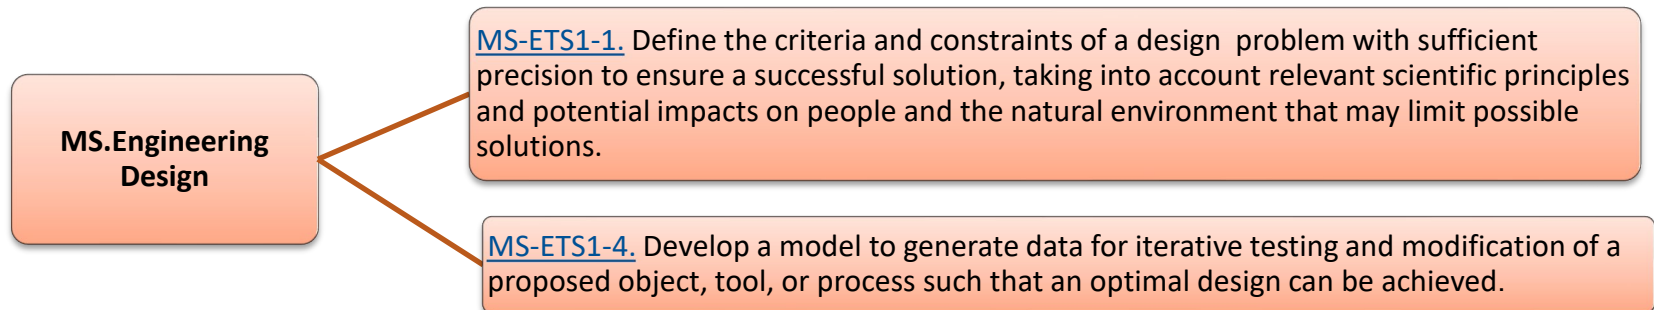 MS.Engineering
Design
MS-ETS1-1. Define the criteria and constraints of a design  problem with sufficient
precision to ensure a successful solution, taking into account relevant scientific principles
and potential impacts on people and the natural environment that may limit possible
solutions.
MS-ETS1-4. Develop a model to generate data for iterative testing and modification of a
proposed object, tool, or process such that an optimal design can be achieved.